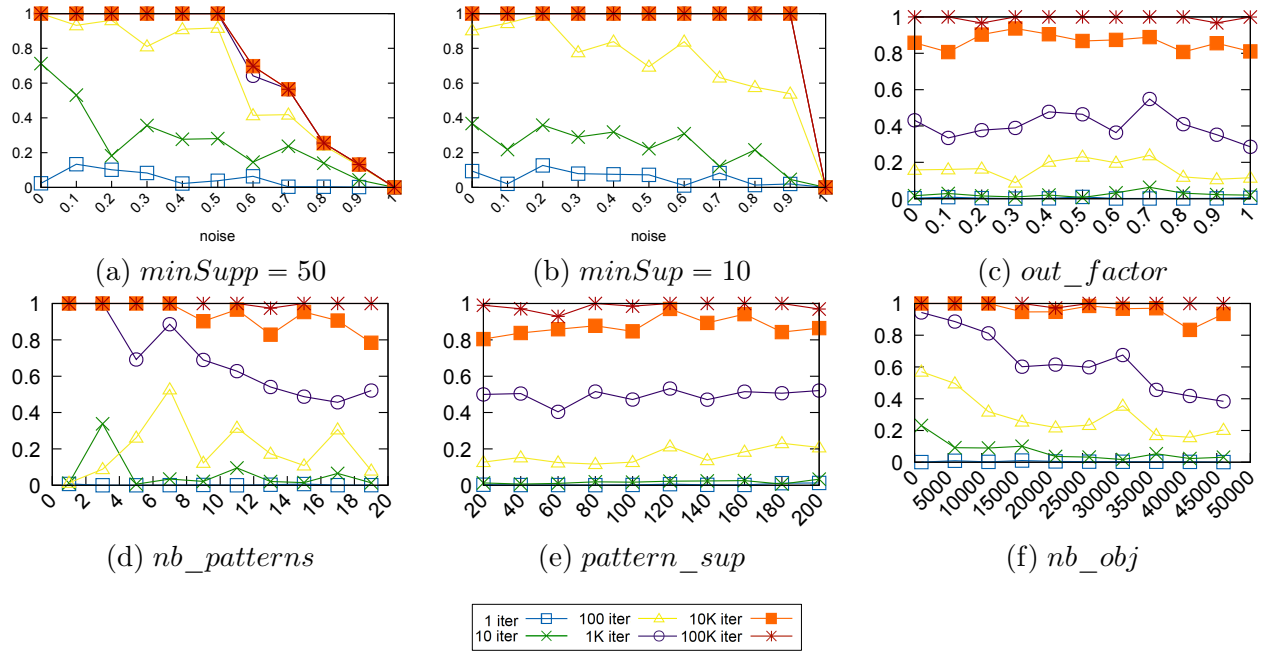 1
0.8
0.6
0.4
0.2
0
0 0.1 0.2 0.3 0.4 0.5 0.6 0.7 0.8 0.9 1
noise
(a) minSupp = 50
1
0.8
0.6
0.4
0.2
0
0 0.1 0.2 0.3 0.4 0.5 0.6 0.7 0.8 0.9 1
noise
(b) minSup = 10
1
0.8
0.6
0.4
0.2
0
0 0.1 0.2 0.3 0.4 0.5 0.6 0.7 0.8 0.9 1
(c) out_factor
1
0.8
0.6
0.4
0.2
0
0 2 4 6 8 10 12 14 16 18 20
(d) nb_patterns
1
0.8
0.6
0.4
0.2
0
20 40 60 80 100 120 140 160 180 200
(e) pattern_sup
1
0.8
0.6
0.4
0.2
0
0 5000 10000 15000 20000 25000 30000 35000 40000 45000 50000
(f) nb_obj
1 iter 100 iter 10K iter
10 iter 1K iter 100K iter